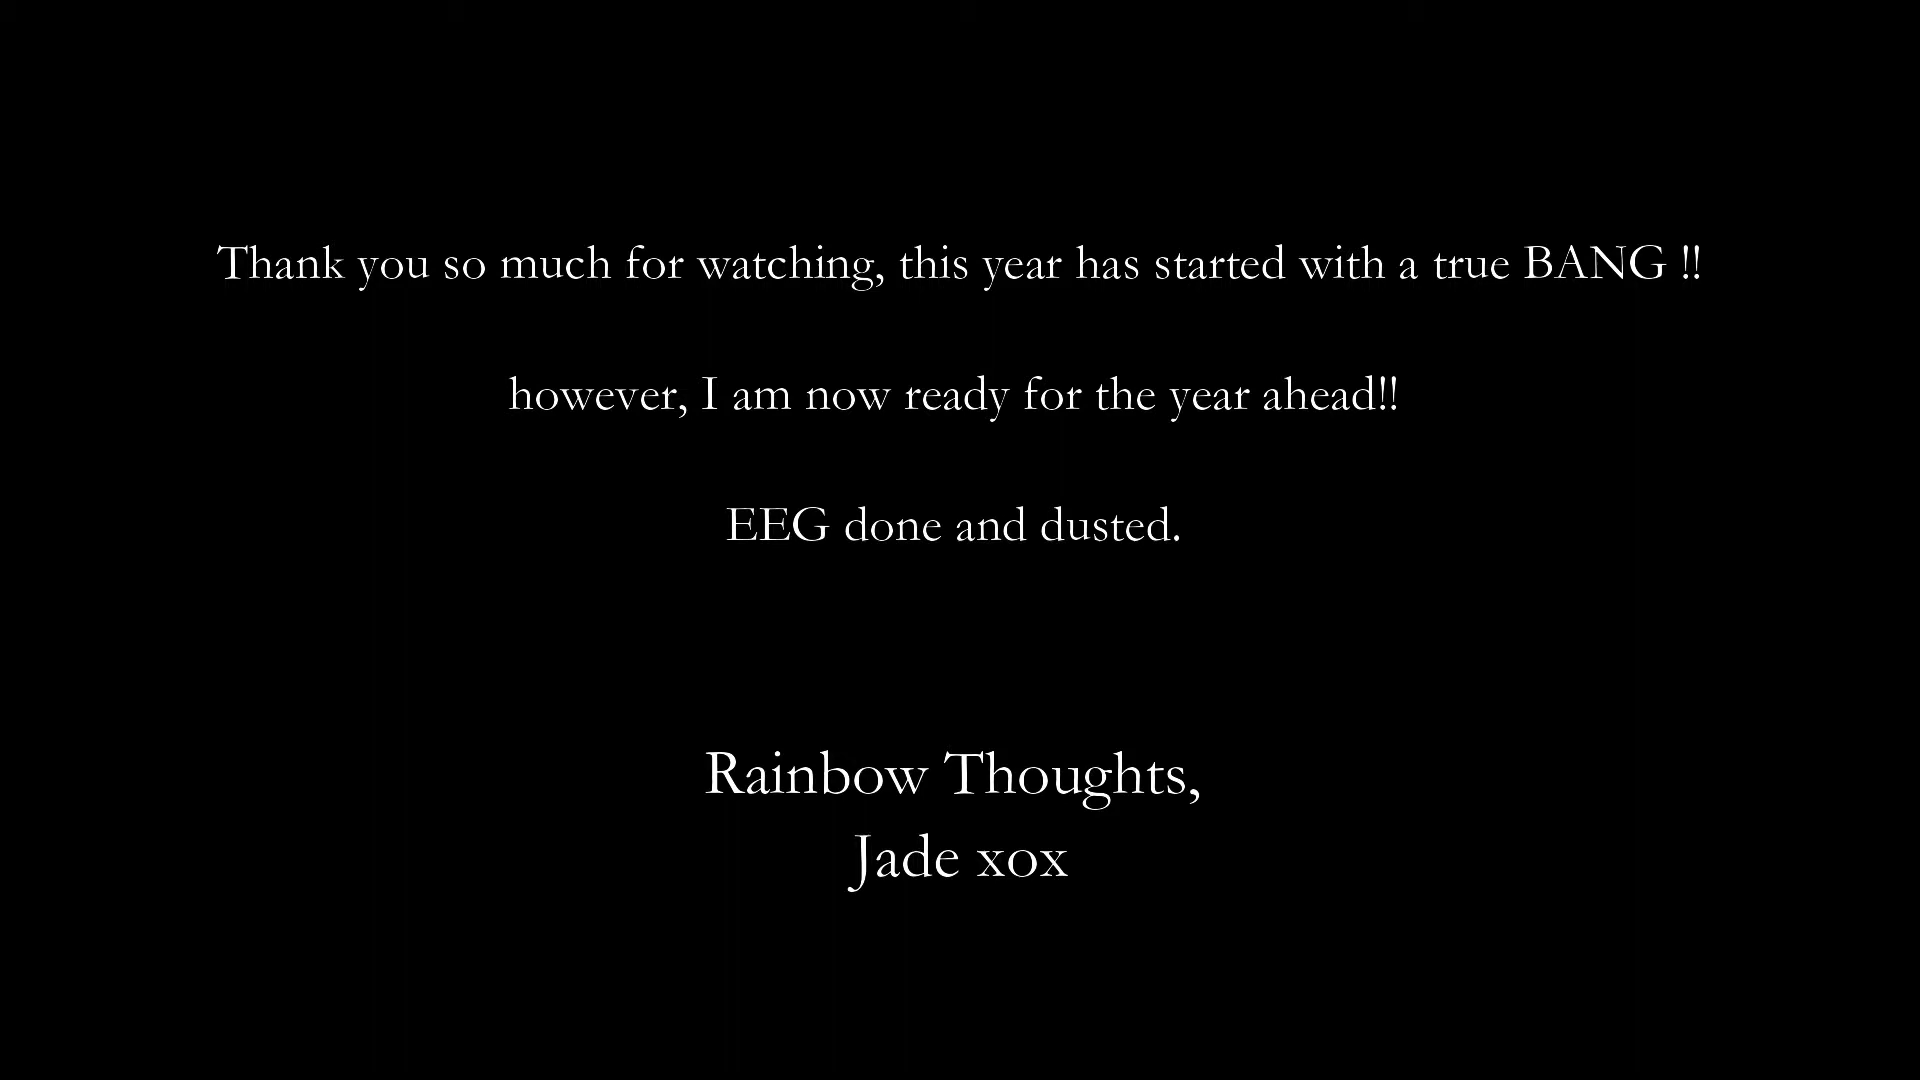 Thank you so much for watching, this year has started with a true BANG !!
however, I am now ready for the year ahead!!
EEG done and dusted.
Rainbow Thoughts,
Jade xox